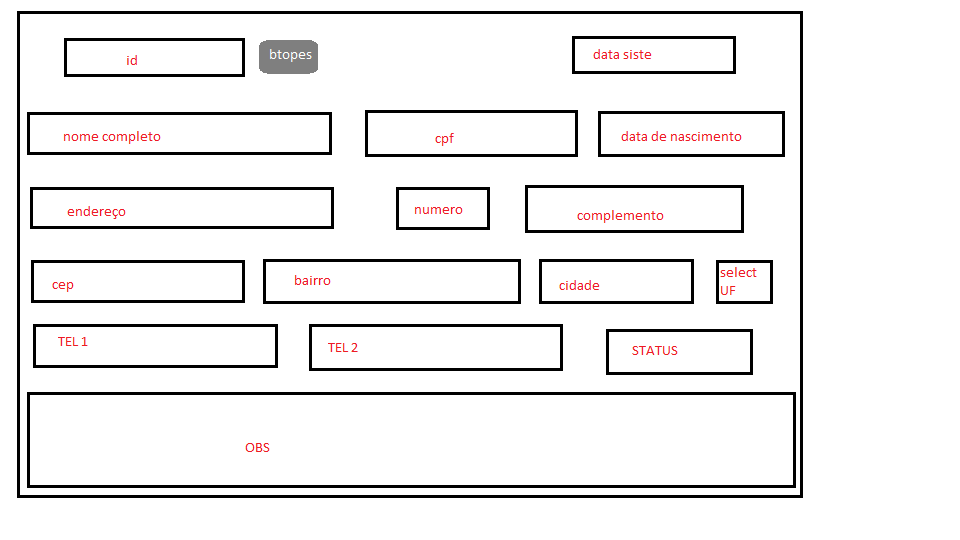 id
btopes
data siste
nome completo
cpf
data de nascimento
endereço
numero
complemento
cep
bairro
cidade
select
UF
TEL 1
TEL 2
STATUS
OBS